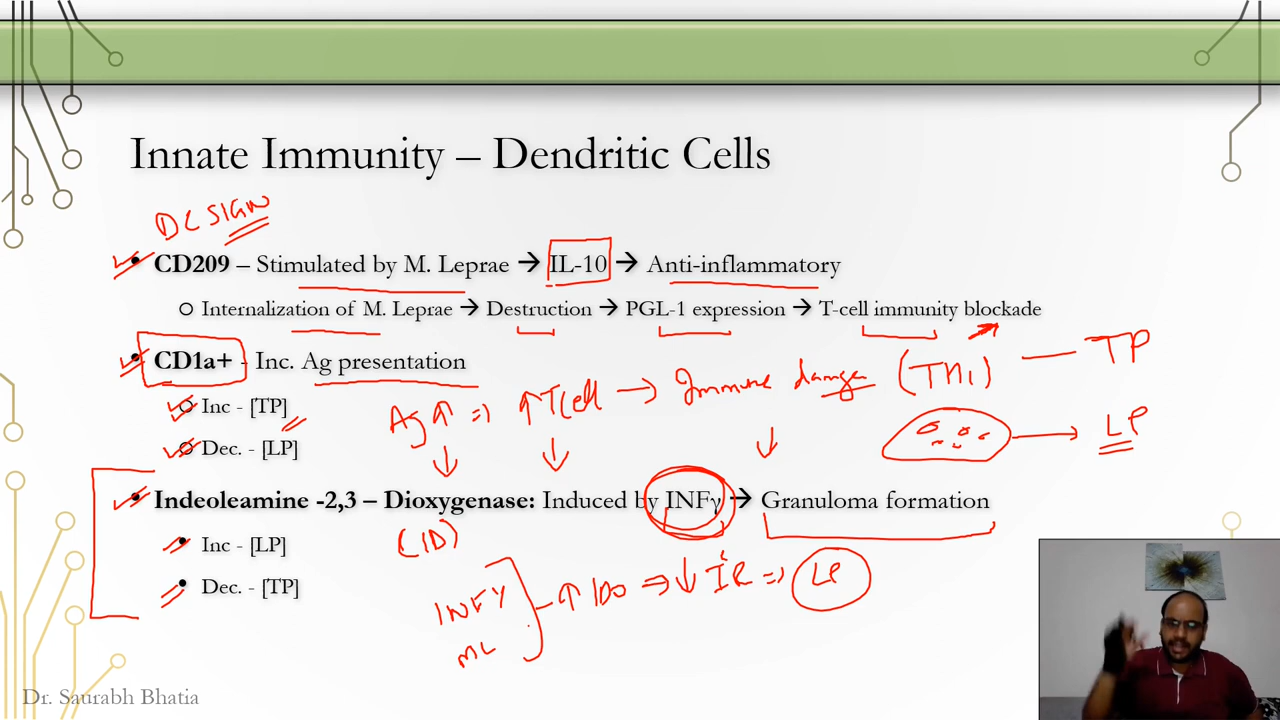 Innate Immunity – Dendritic Cells
DC SIGN
• CD209 – Stimulated by M. Leprae → IL-10 → Anti-inflammatory
Internalization of M. Leprae → Destruction → PGL-1 expression → T-cell immunity blockade
• CD1a+ - Inc. Ag presentation
TP
Inc - [TP]
Ag ↑ ⇒ ↑ TCell → Immune danger (TH1)
Dec. - [LP]
LP
• Indeoleamine -2,3 – Dioxygenase: Induced by INFγ → Granuloma formation
(ID)
• Inc - [LP]
• Dec. - [TP]
INFγ
ML
↑ IDO ⇒ ↓ IR ⇒ LP
Dr. Saurabh Bhatia